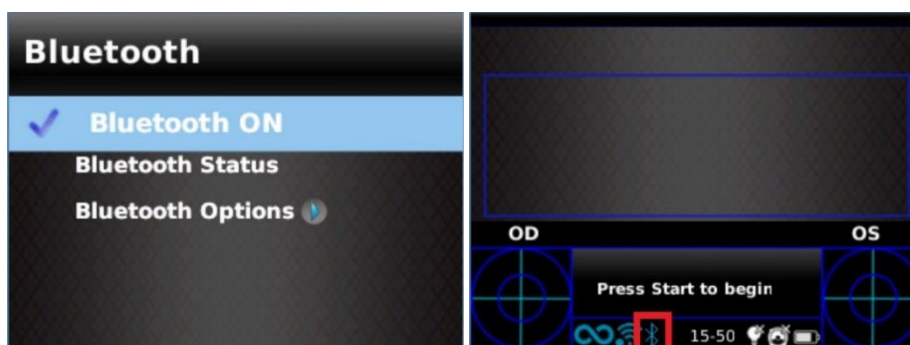 Bluetooth
Bluetooth ON
Bluetooth Status
Bluetooth Options
OD
OS
Press Start to begin
15-50